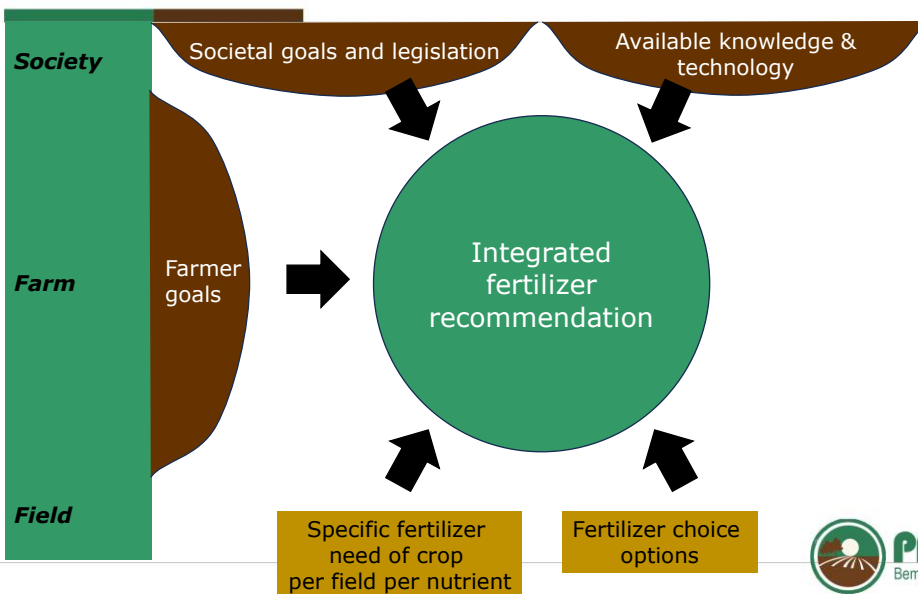 Society
Societal goals and legislation
Available knowledge &
technology
Farm
Farmer
goals
Integrated
fertilizer
recommendation
Field
Specific fertilizer
need of crop
per field per nutrient
Fertilizer choice
options